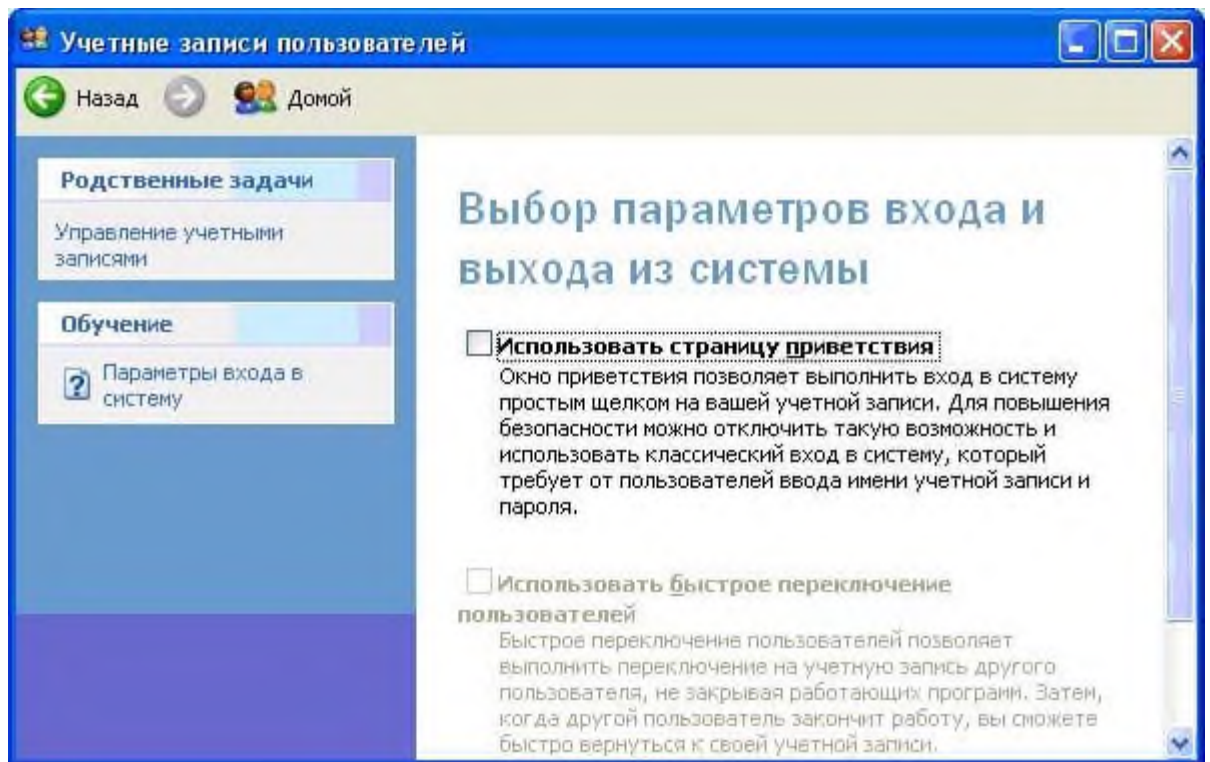 Учетные записи пользователей
Назад
Домой
Родственные задачи
Управление учетными
записями
Обучение
Параметры входа в
систему
Выбор параметров входа и
выхода из системы
Использовать страницу приветствия
Окно приветствия позволяет выполнить вход в систему
простым щелком на вашей учетной записи. Для повышения
безопасности можно отключить такую возможность и
использовать классический вход в систему, который
требует от пользователей ввода имени учетной записи и
пароля.
Использовать быстрое переключение
пользователей
Быстрое переключение пользователей позволяет
выполнить переключение на учетную запись другого
пользователя, не закрывая работающих программ. Затем,
когда другой пользователь закончит работу, вы сможете
быстро вернуться к своей учетной записи.